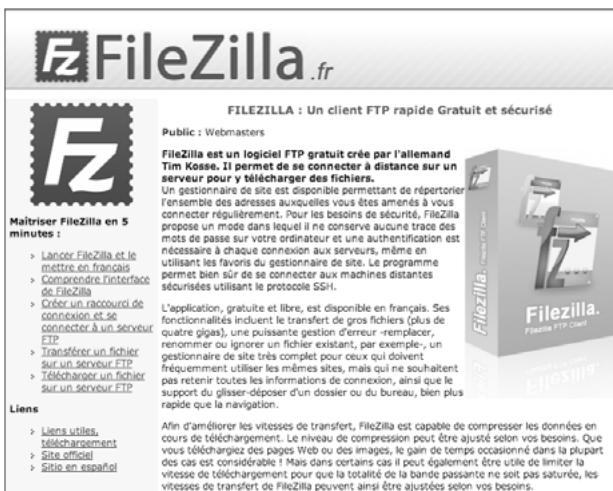 FileZilla.fr
FILEZILLA : Un client FTP rapide Gratuit et sécurisé
Public : Webmasters
FileZilla est un logiciel FTP gratuit crée par l'allemand
Tim Kosse. Il permet de se connecter à distance sur un
serveur pour y télécharger des fichiers.
Un gestionnaire de site est disponible permettant de répertorier
l'ensemble des adresses auxquelles vous êtes amenés à vous
connecter régulièrement. Pour les besoins de sécurité, FileZilla
propose un mode dans lequel il ne conserve aucune trace des
mots de passe sur votre ordinateur et une authentification est
nécessaire à chaque connexion aux serveurs, même en
utilisant les favoris du gestionnaire de site. Le programme
permet bien sûr de se connecter aux machines distantes
sécurisées utilisant le protocole SSH.
L'application, gratuite et libre, est disponible en français. Ses
fonctionnalités incluent le transfert de gros fichiers (plus de
quatre gigas), une puissante gestion d'erreur -remplacer,
renommer ou ignorer un fichier existant, par exemple-, un
gestionnaire de site très complet pour ceux qui doivent
fréquemment utiliser les mêmes sites, mais qui ne souhaitent
pas retenir toutes les informations de connexion, ainsi que le
support du glisser-déposer d'un dossier ou du bureau, bien plus
rapide que la navigation.
Afin d'améliorer les vitesses de transfert, FileZilla est capable de compresser les données en
cours de téléchargement. Le niveau de compression peut être ajusté selon vos besoins. Que
vous téléchargiez des pages Web ou des images, le gain de temps occasionné dans la plupart
des cas est considérable ! Mais dans certains cas il peut également être utile de limiter la
vitesse de téléchargement pour que la totalité de la bande passante ne soit pas saturée, les
vitesses de transfert de FileZilla peuvent ainsi être ajustées selon vos besoins.
Fz
Maîtriser FileZilla en 5
minutes :
Lancer FileZilla et le
mettre en français
Comprendre l'interface
de FileZilla
Créer un raccourci de
connexion et se
connecter à un serveur
FTP
Transférer un fichier
sur un serveur FTP
Télécharger un fichier
sur un serveur FTP
Liens
Liens utiles,
téléchargement
Site officiel
Sitio en español
Filezilla.
Filezilla.
Filezilla FTP Client